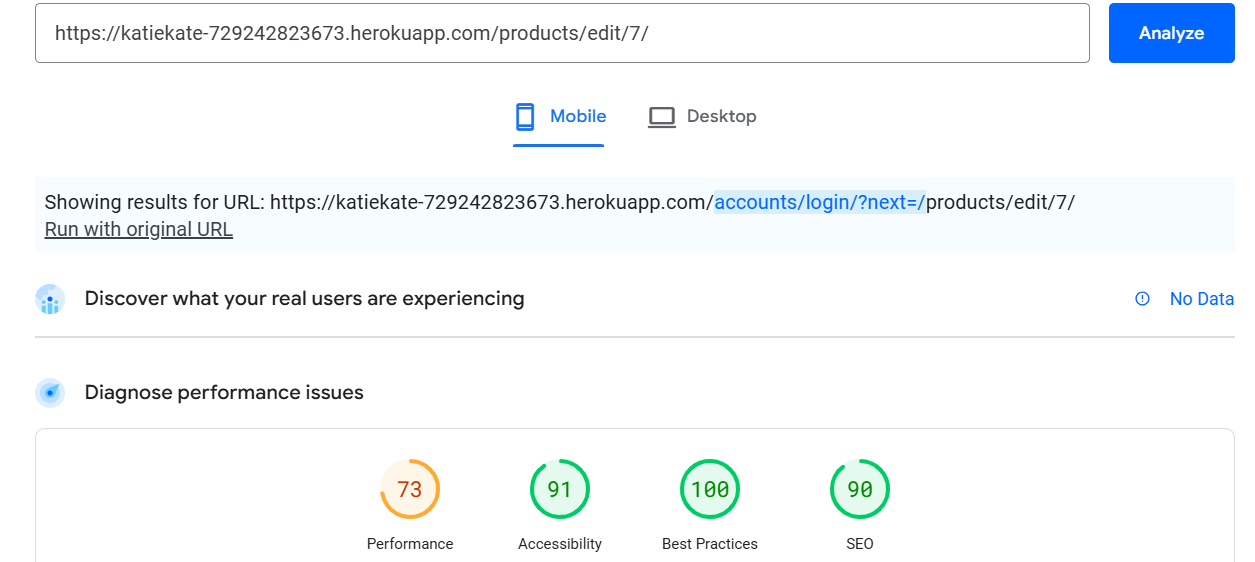 https://katiekate-729242823673.herokuapp.com/products/edit/7/
Analyze
Mobile
Desktop
Showing results for URL: https://katiekate-729242823673.herokuapp.com/accounts/login/?next=/products/edit/7/
Run with original URL
Discover what your real users are experiencing
No Data
Diagnose performance issues
73
91
100
90
Performance
Accessibility
Best Practices
SEO